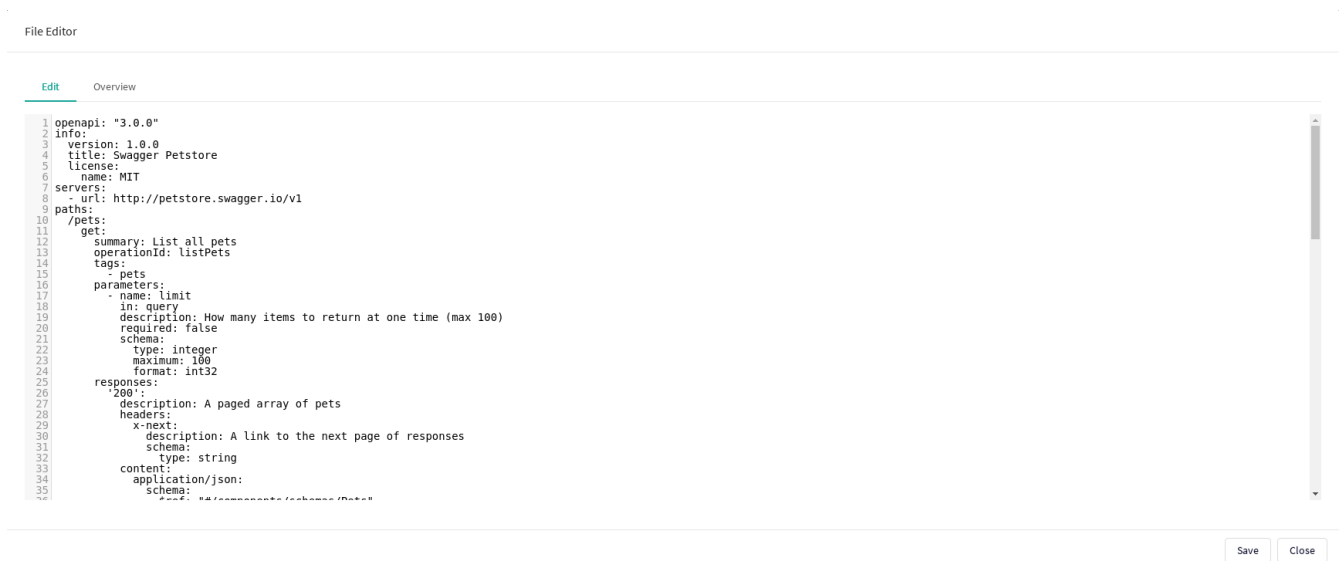 File Editor
Edit Overview
1 openapi: "3.0.0"
2 info:
3   version: 1.0.0
4   title: Swagger Petstore
5   license:
6     name: MIT
7 servers:
8   - url: http://petstore.swagger.io/v1
9 paths:
10   /pets:
11     get:
12       summary: List all pets
13       operationId: listPets
14       tags:
15         - pets
16       parameters:
17         - name: limit
18           in: query
19           description: How many items to return at one time (max 100)
20           required: false
21           schema:
22             type: integer
23             maximum: 100
24             format: int32
25       responses:
26         '200':
27           description: A paged array of pets
28           headers:
29             x-next:
30               description: A link to the next page of responses
31               schema:
32                 type: string
33           content:
34             application/json:
35               schema:
36                 $ref: "#/components/schemas/Pets"
Save Close